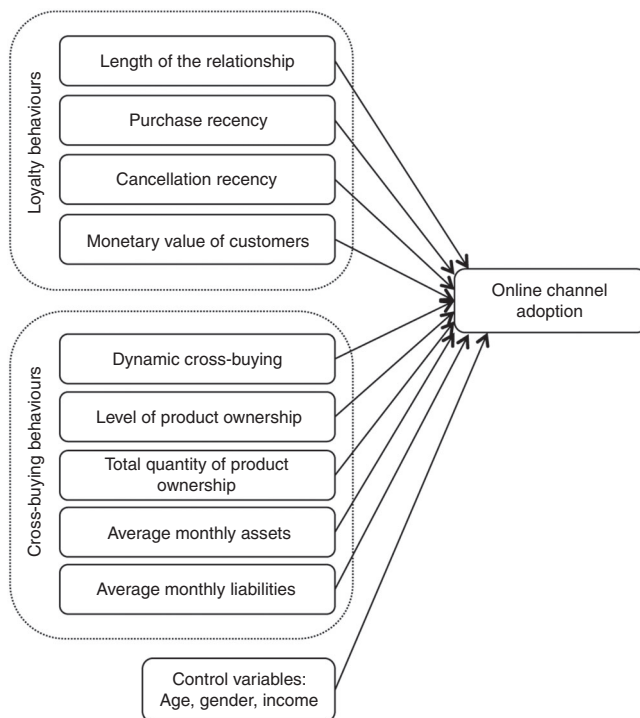 Loyalty behaviours
Length of the relationship
Purchase recency
Cancellation recency
Monetary value of customers
Online channel
adoption
Cross-buying behaviours
Dynamic cross-buying
Level of product ownership
Total quantity of product
ownership
Average monthly assets
Average monthly liabilities
Control variables:
Age, gender, income